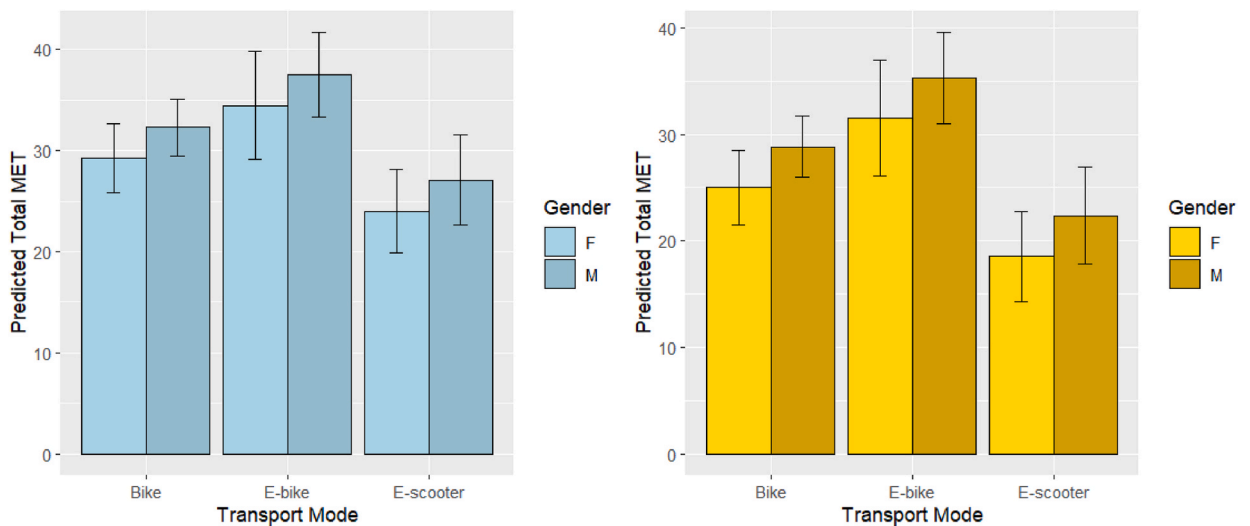 Predicted Total MET
40
30
20
10
0
Bike
E-bike
E-scooter
Transport Mode
Gender
F
M
Predicted Total MET
40
30
20
10
0
Bike
E-bike
E-scooter
Transport Mode
Gender
F
M